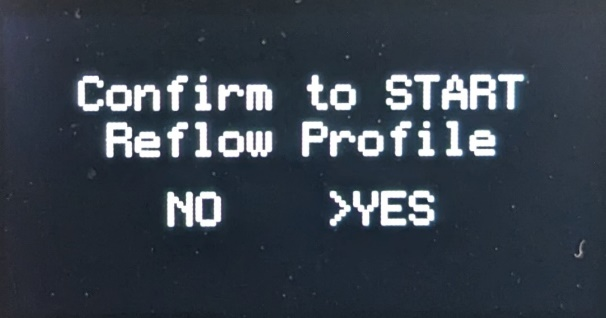 Confirm to START
Reflow Profile
NO >YES